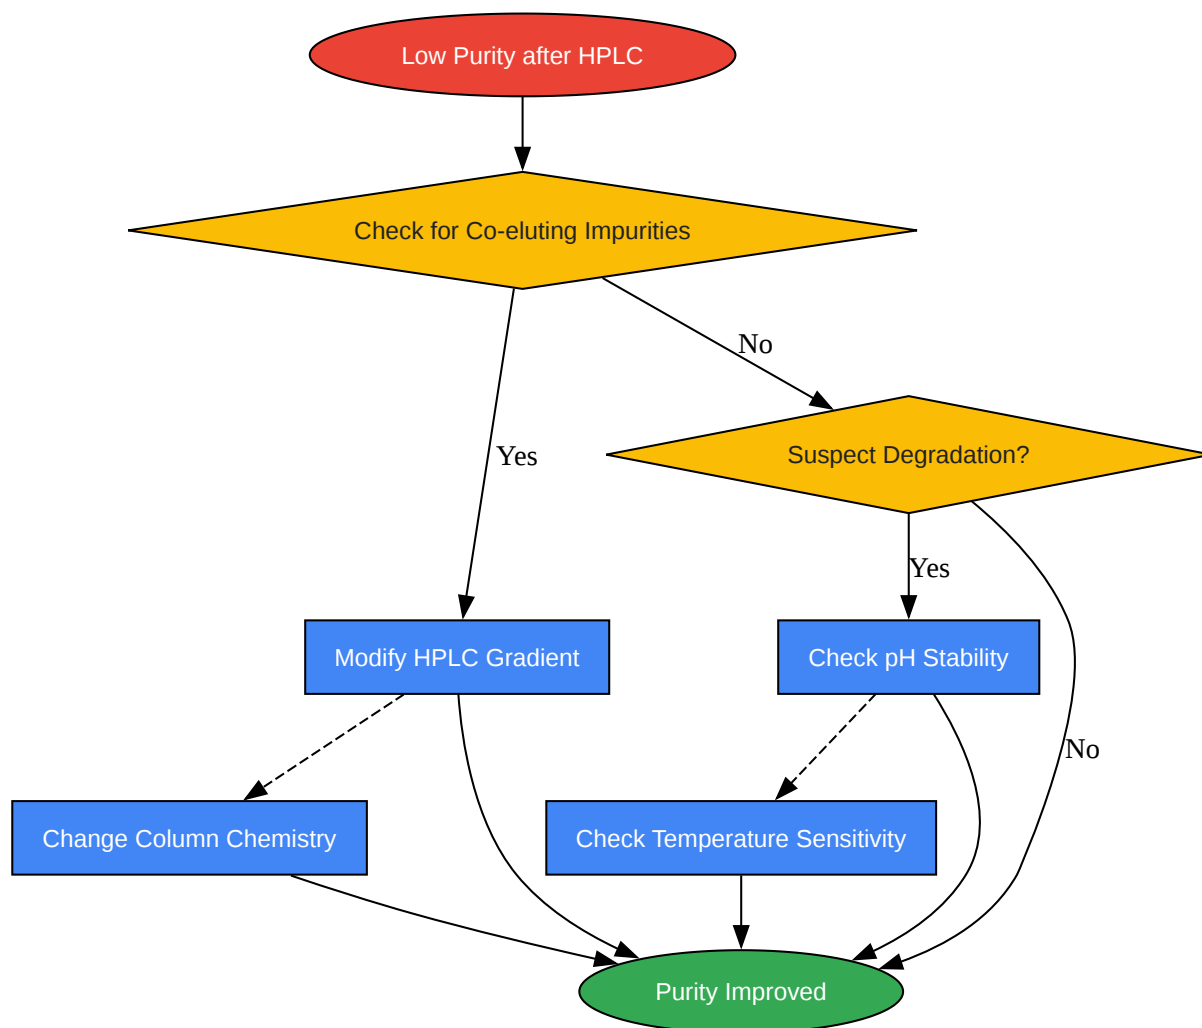 Low Purity after HPLC
Check for Co-eluting Impurities
No
Yes
Suspect Degradation?
Yes
Modify HPLC Gradient
Check pH Stability
No
Change Column Chemistry
Check Temperature Sensitivity
Purity Improved